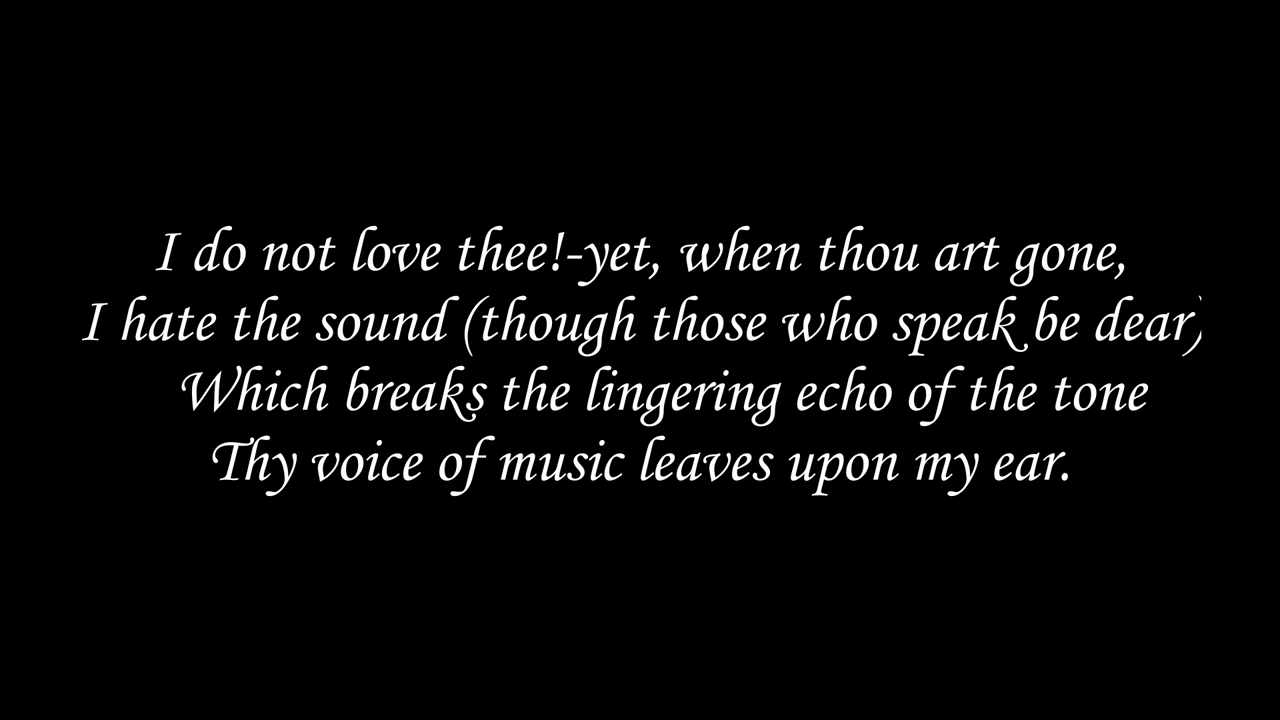 I do not love thee!-yet, when thou art gone,
I hate the sound (though those who speak be dear)
Which breaks the lingering echo of the tone
Thy voice of music leaves upon my ear.